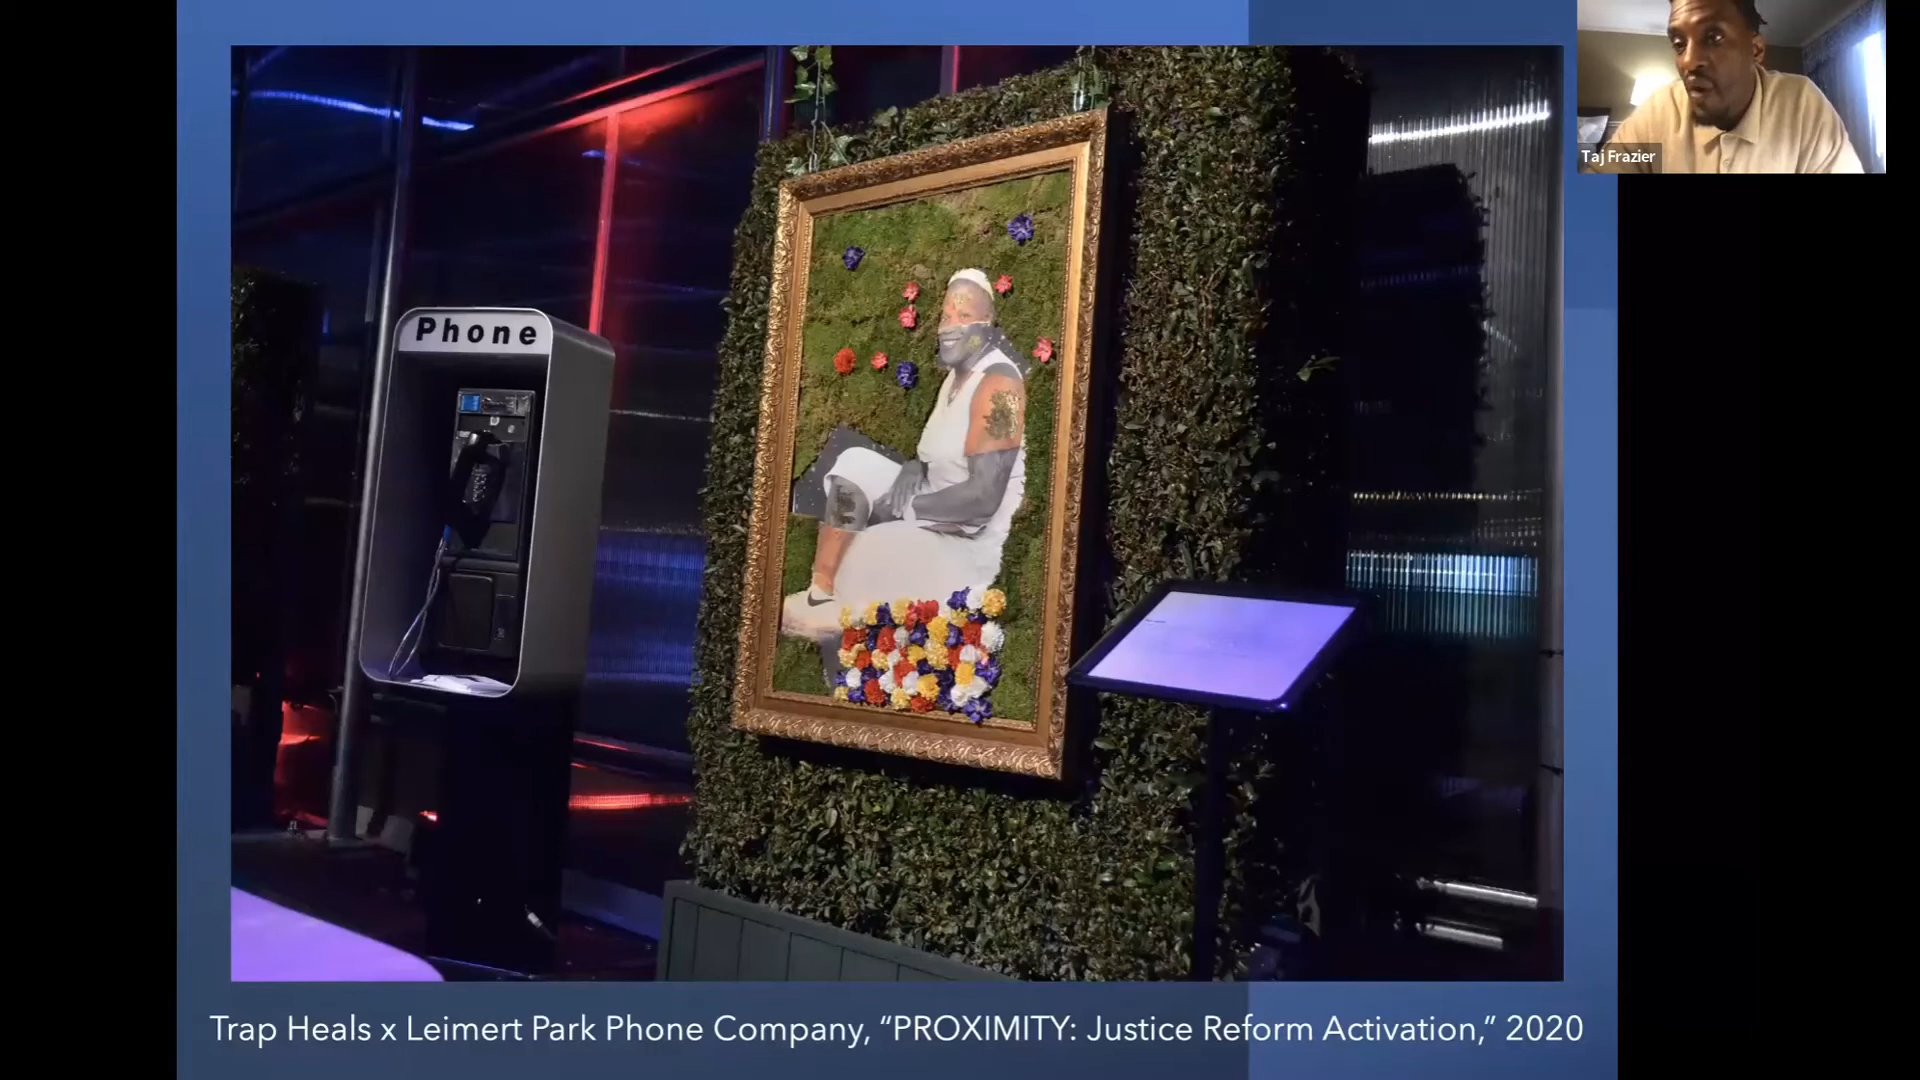 Taj Frazier
Phone
Trap Heals x Leimert Park Phone Company, “PROXIMITY: Justice Reform Activation,” 2020